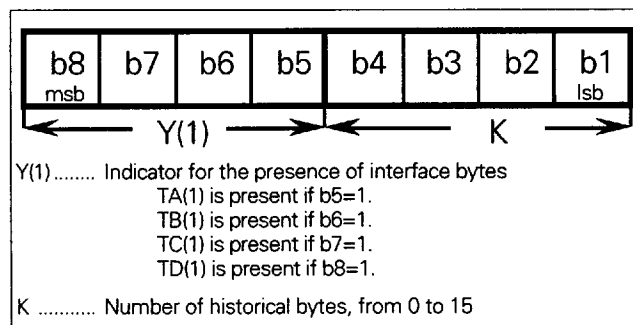 b8 b7 b6 b5 b4 b3 b2 b1
msb lsb
Y(1) K
Y(1) ........ Indicator for the presence of interface bytes
TA(1) is present if b5=1.
TB(1) is present if b6=1.
TC(1) is present if b7=1.
TD(1) is present if b8=1.
K ........... Number of historical bytes, from 0 to 15